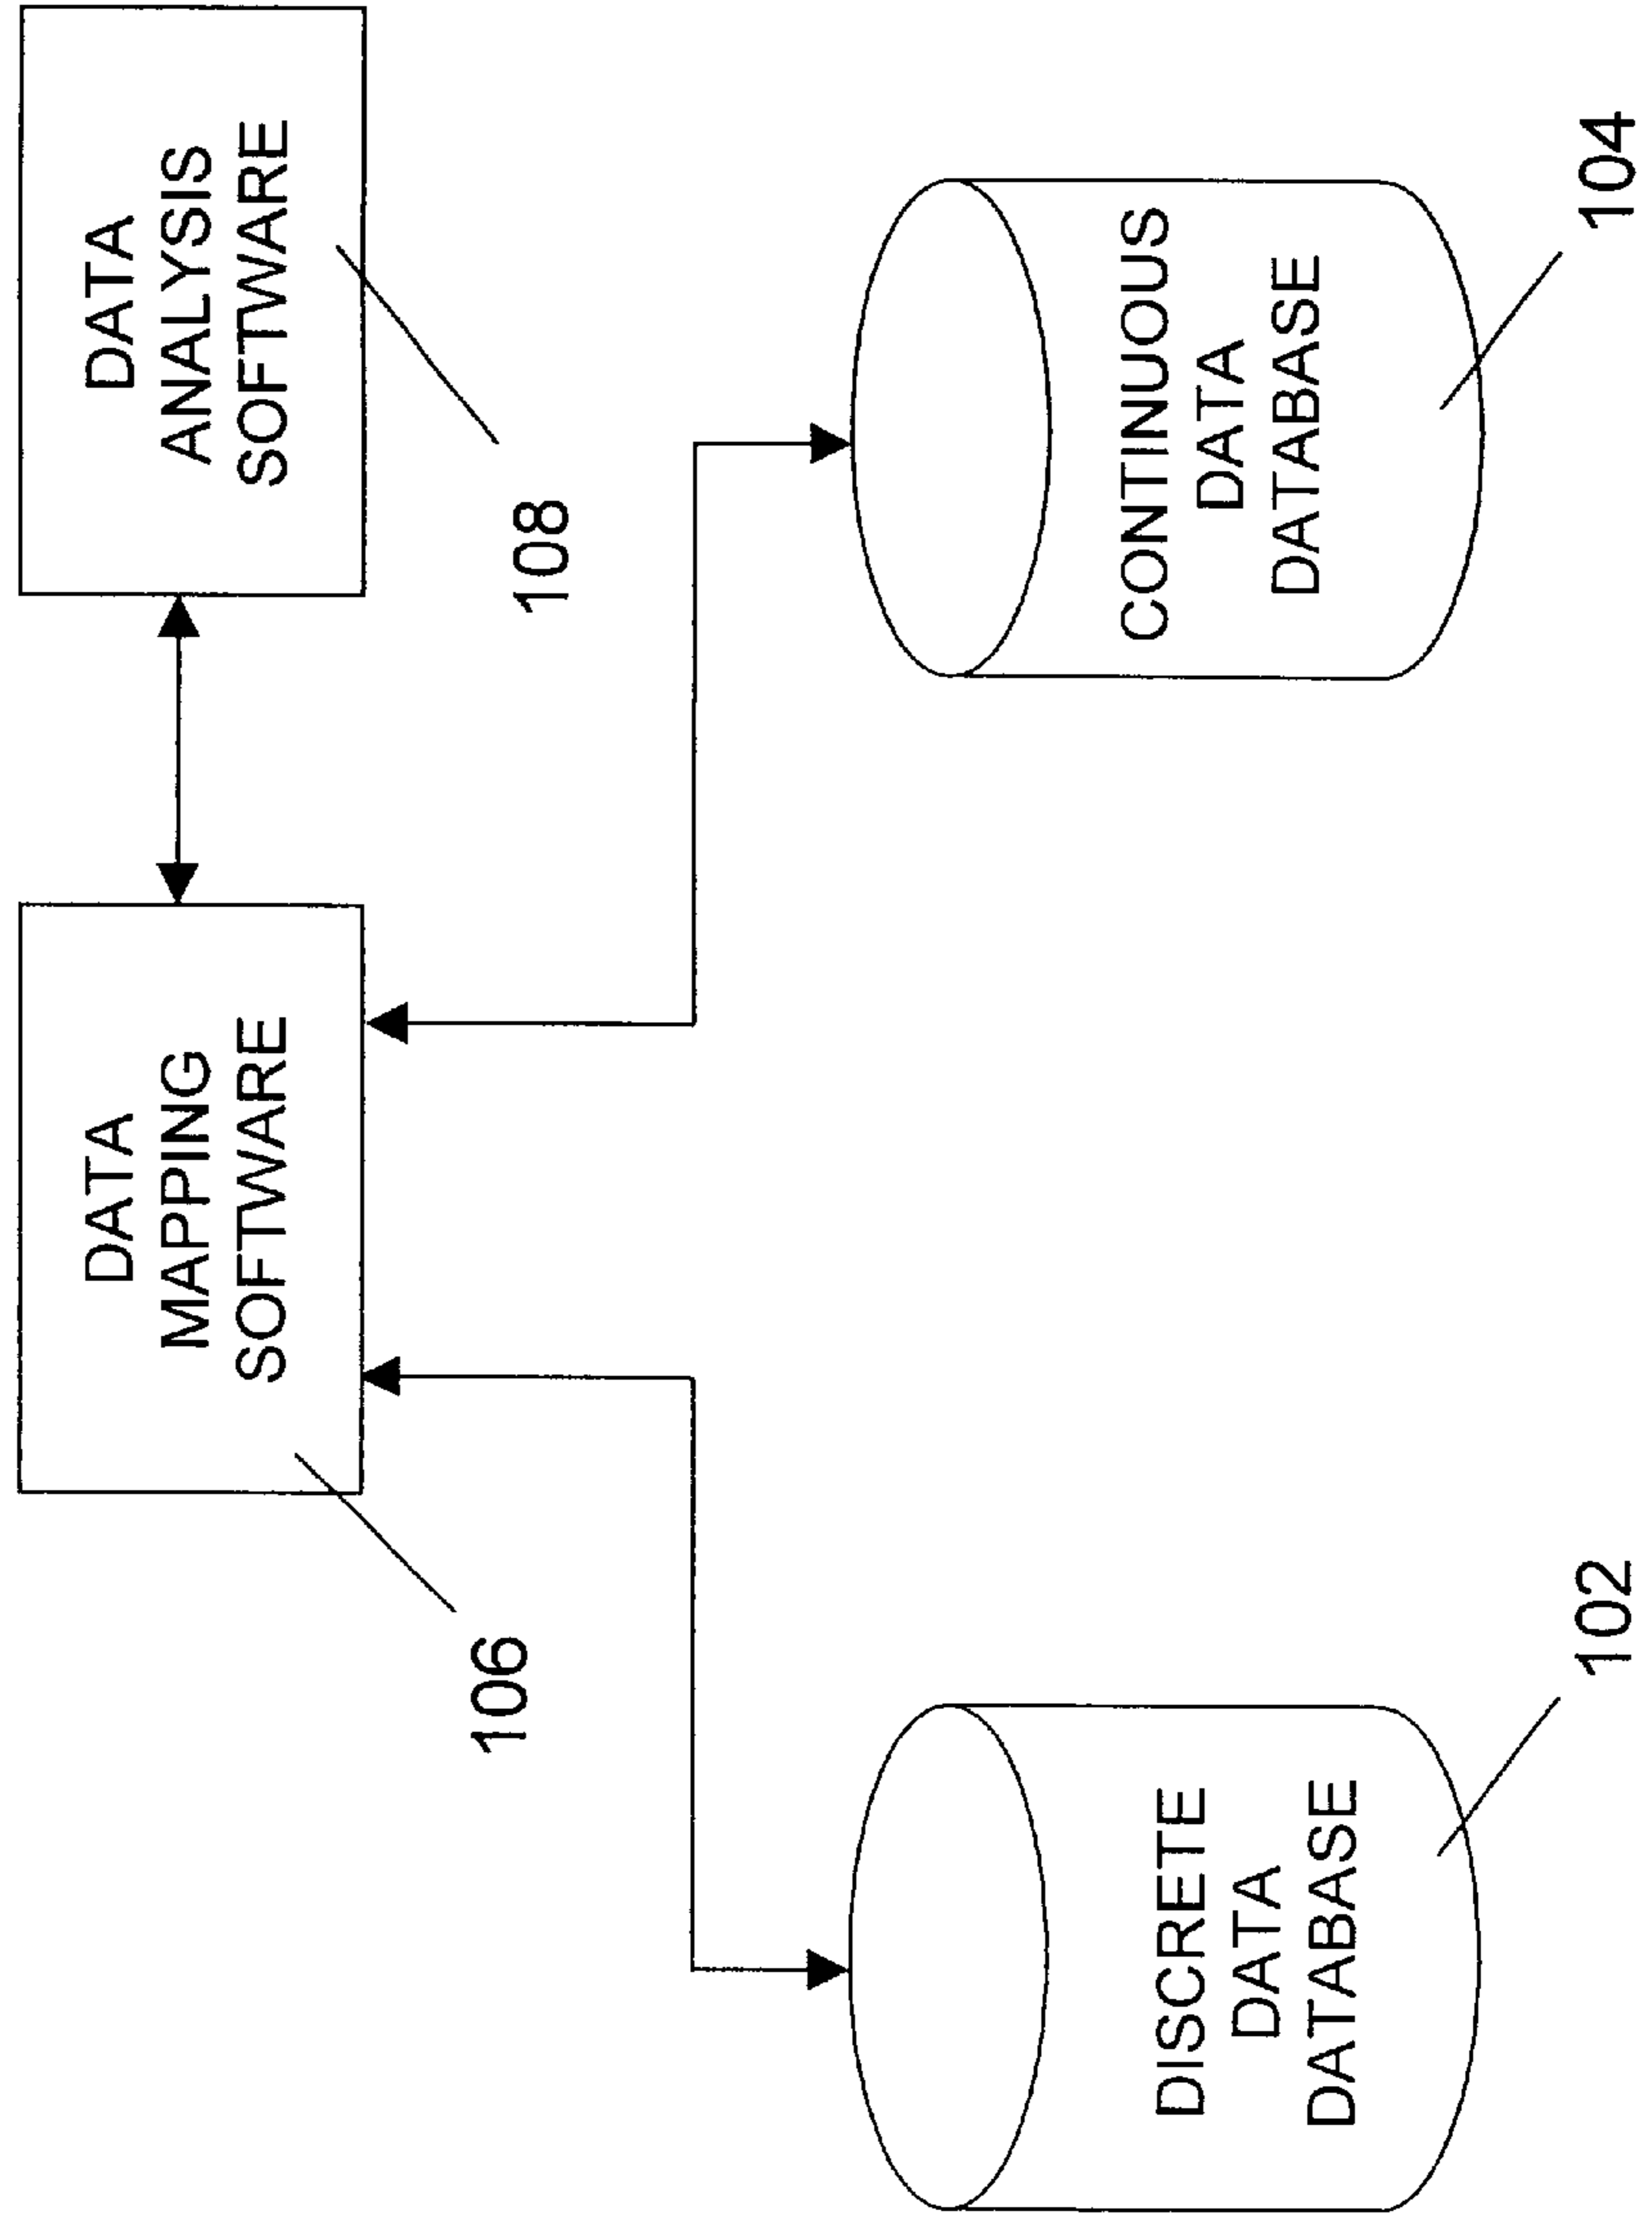 DATA
MAPPING
SOFTWARE
106
DATA
ANALYSIS
SOFTWARE
108
DISCRETE
DATA
DATABASE
102
CONTINUOUS
DATA
DATABASE
104